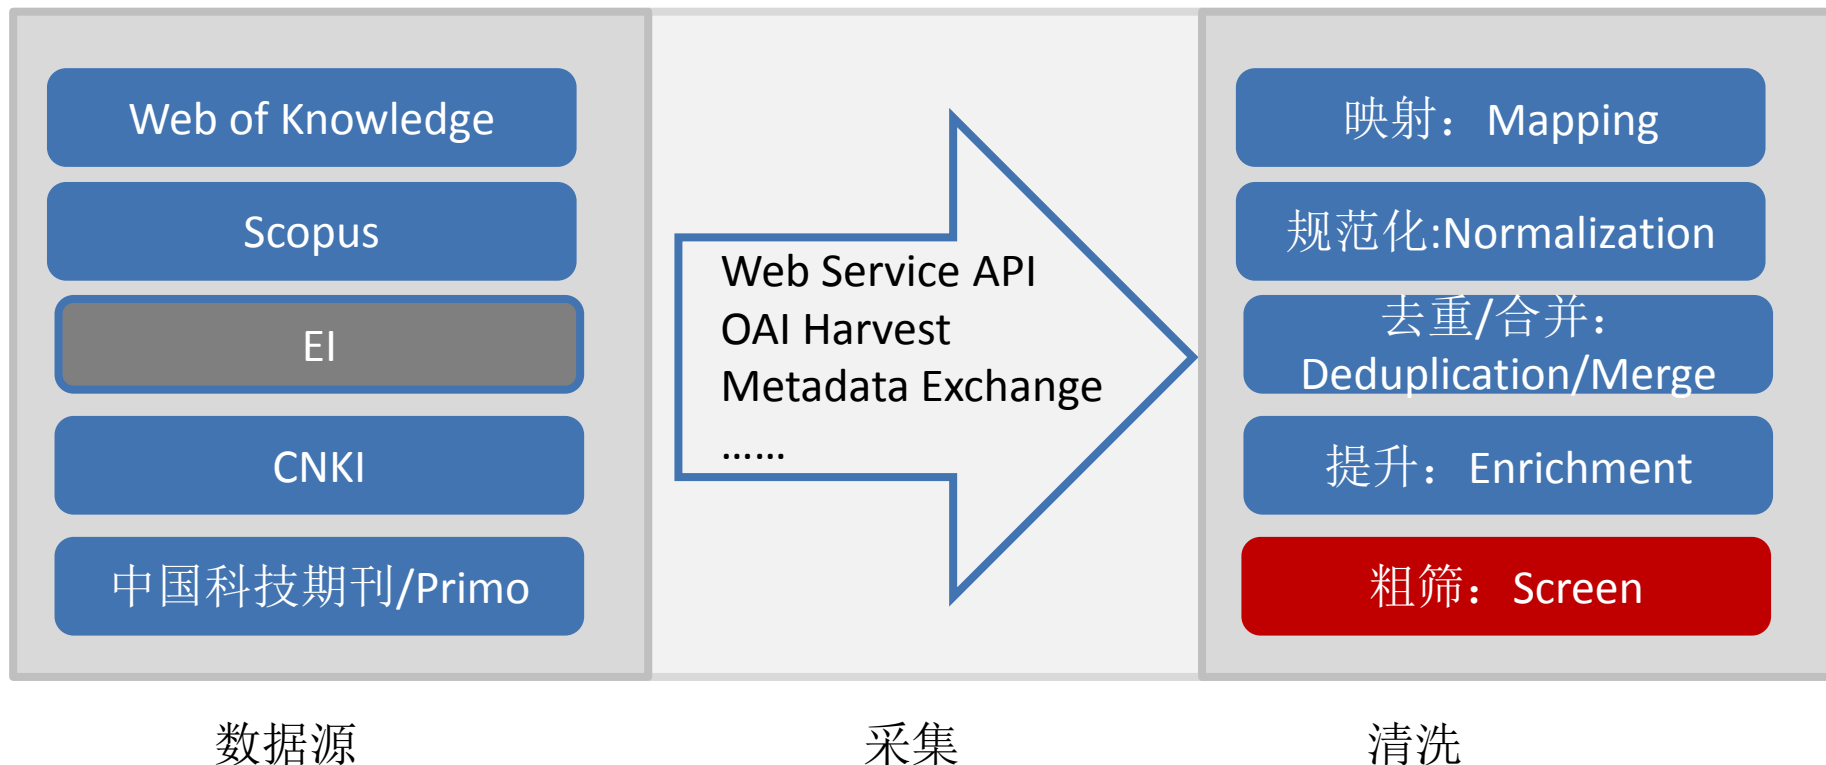 Web of Knowledge
Scopus
EI
CNKI
中国科技期刊/Primo
Web Service API
OAI Harvest
Metadata Exchange
……
映射：Mapping
规范化:Normalization
去重/合并：
Deduplication/Merge
提升：Enrichment
粗筛：Screen
数据源
采集
清洗